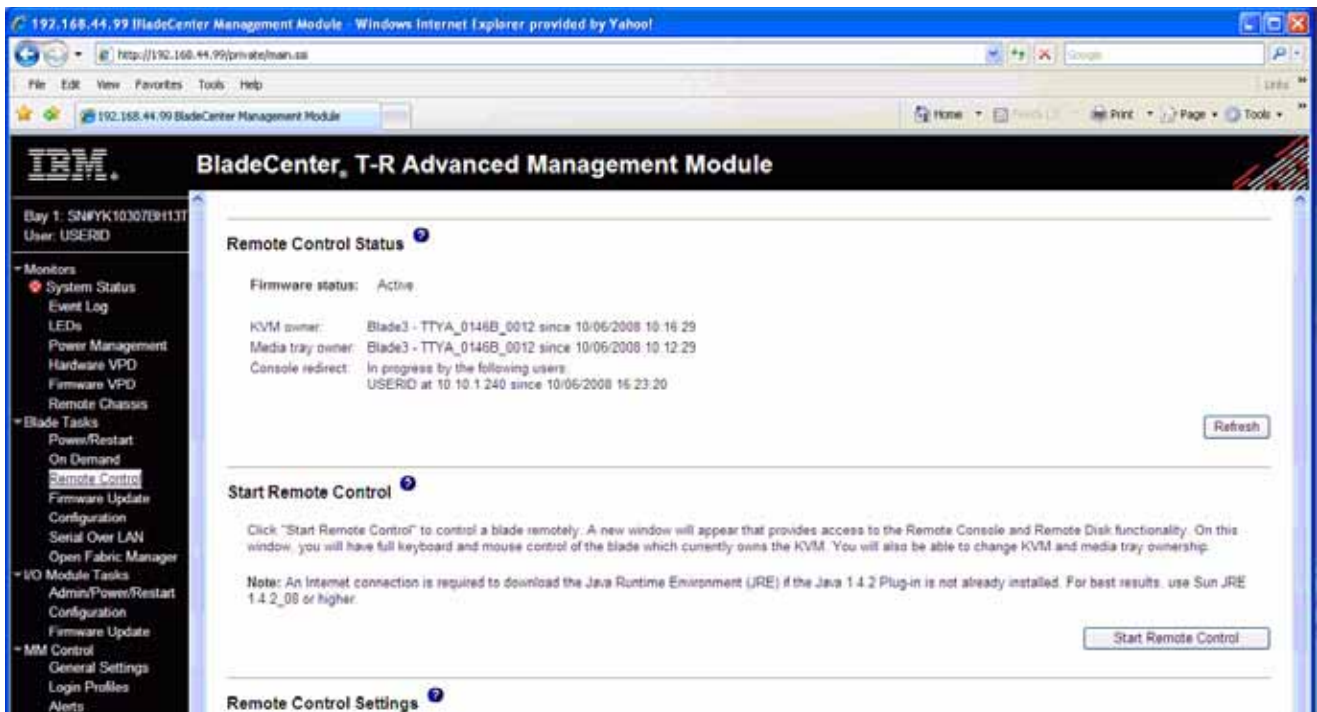 192.168.44.99 BladeCenter Management Module - Windows Internet Explorer provided by Yahoo!
http://192.168.44.99/private/main.ssi
Google
File Edit View Favorites Tools Help
Links
192.168.44.99 BladeCenter Management Module
Home Print Page Tools
IBM. BladeCenter® T-R Advanced Management Module
Bay 1: SN#YK10307BH13T
User: USERID
Monitors
System Status
Event Log
LEDs
Power Management
Hardware VPD
Firmware VPD
Remote Chassis
Blade Tasks
Power/Restart
On Demand
Remote Control
Firmware Update
Configuration
Serial Over LAN
Open Fabric Manager
I/O Module Tasks
Admin/Power/Restart
Configuration
Firmware Update
MM Control
General Settings
Login Profiles
Alerts
Remote Control Status
Firmware status: Active
KVM owner: Blade3 - TTYA_0146B_0012 since 10/06/2008 10:16:29
Media tray owner: Blade3 - TTYA_0146B_0012 since 10/06/2008 10:12:29
Console redirect: In progress by the following users:
USERID at 10.10.1.240 since 10/06/2008 16:23:20
Refresh
Start Remote Control
Click "Start Remote Control" to control a blade remotely. A new window will appear that provides access to the Remote Console and Remote Disk functionality. On this
window, you will have full keyboard and mouse control of the blade which currently owns the KVM. You will also be able to change KVM and media tray ownership.
Note: An Internet connection is required to download the Java Runtime Environment (JRE) if the Java 1.4.2 Plug-in is not already installed. For best results, use Sun JRE
1.4.2_08 or higher.
Start Remote Control
Remote Control Settings